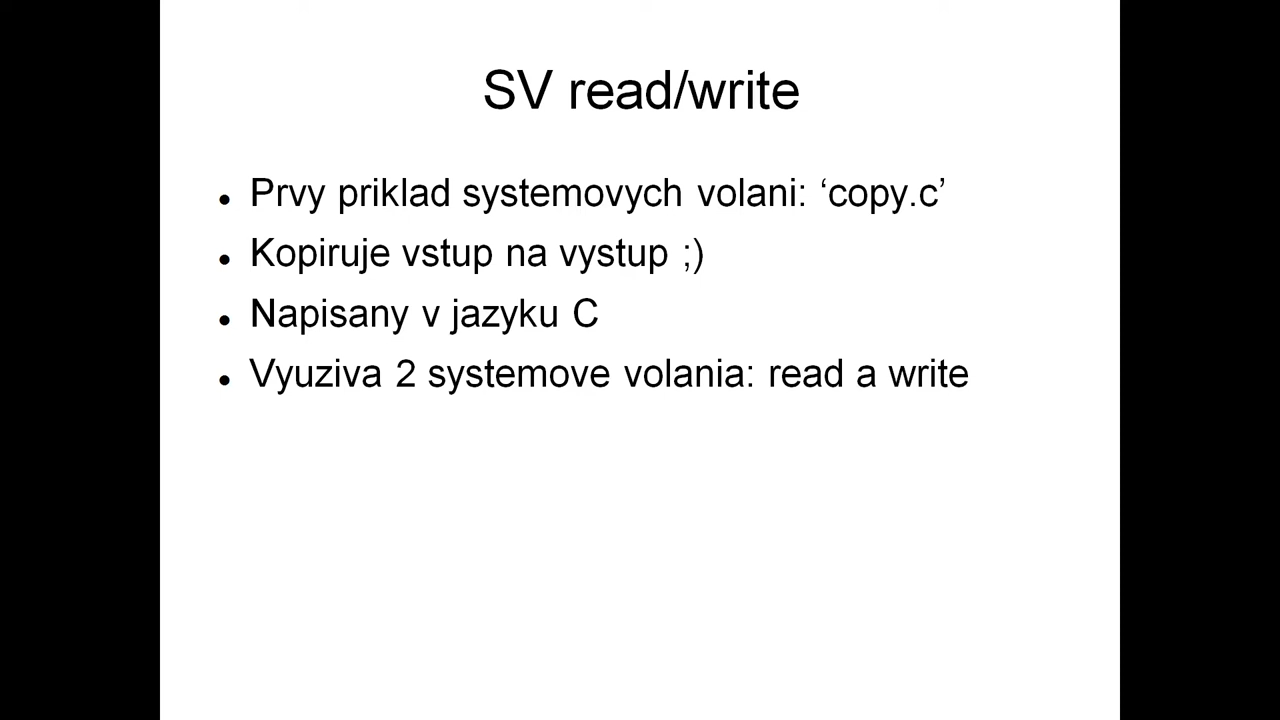 SV read/write
Prvy priklad systemovych volani: ‘copy.c’
Kopiruje vstup na vystup ;)
Napisany v jazyku C
Vyuziva 2 systemove volania: read a write